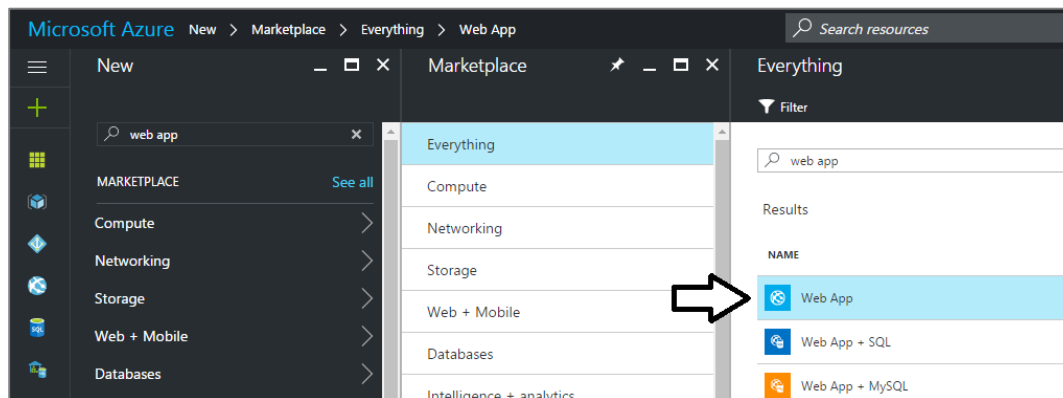 Microsoft Azure New > Marketplace > Everything > Web App
Search resources
New
web app
MARKETPLACE See all
Compute
Networking
Storage
Web + Mobile
Databases
Marketplace
Everything
Compute
Networking
Storage
Web + Mobile
Databases
Intelligence + analytics
Everything
Filter
web app
Results
NAME
Web App
Web App + SQL
Web App + MySQL
SQL